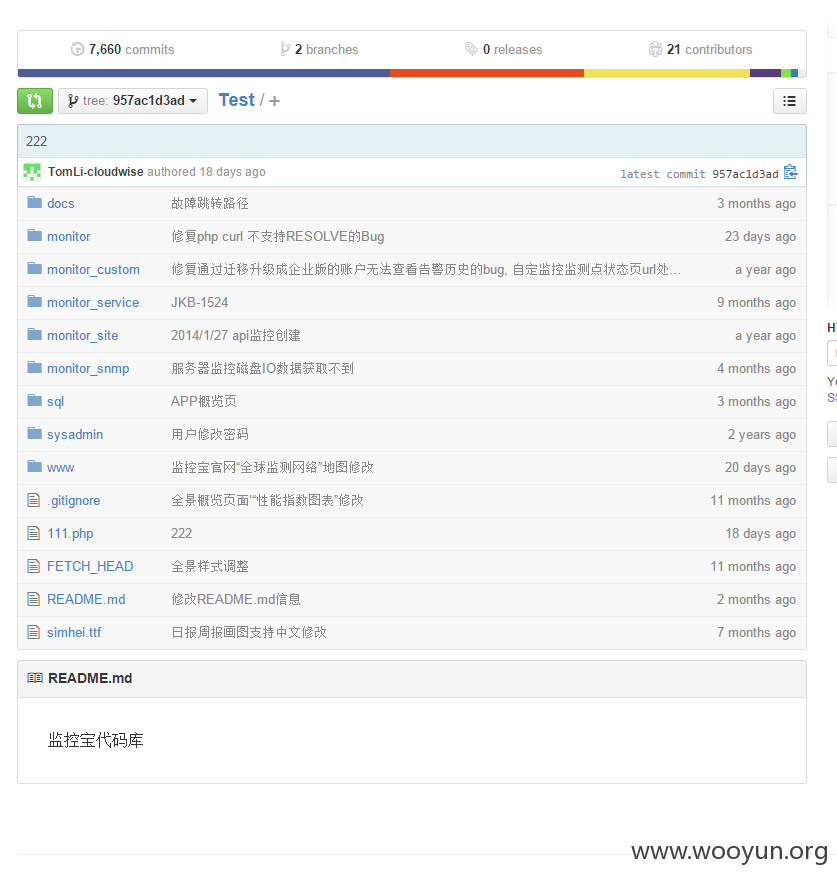 7,660 commits 2 branches 0 releases 21 contributors
tree: 957ac1d3ad Test / +
222
TomLi-cloudwise authored 18 days ago latest commit 957ac1d3ad
docs 故障跳转路径 3 months ago
monitor 修复php curl 不支持RESOLVE的Bug 23 days ago
monitor_custom 修复通过迁移升级成企业版的账户无法查看告警历史的bug, 自定监控监测点状态页url处… a year ago
monitor_service JKB-1524 9 months ago
monitor_site 2014/1/27 api监控创建 a year ago
monitor_snmp 服务器监控磁盘IO数据获取不到 4 months ago
sql APP概览页 3 months ago
sysadmin 用户修改密码 2 years ago
www 监控宝官网“全球监测网络”地图修改 20 days ago
.gitignore 全景概览页面““性能指数图表”修改 11 months ago
111.php 222 18 days ago
FETCH_HEAD 全景样式调整 11 months ago
README.md 修改README.md信息 2 months ago
simhei.ttf 日报周报画图支持中文修改 7 months ago
README.md
监控宝代码库
www.wooyun.org